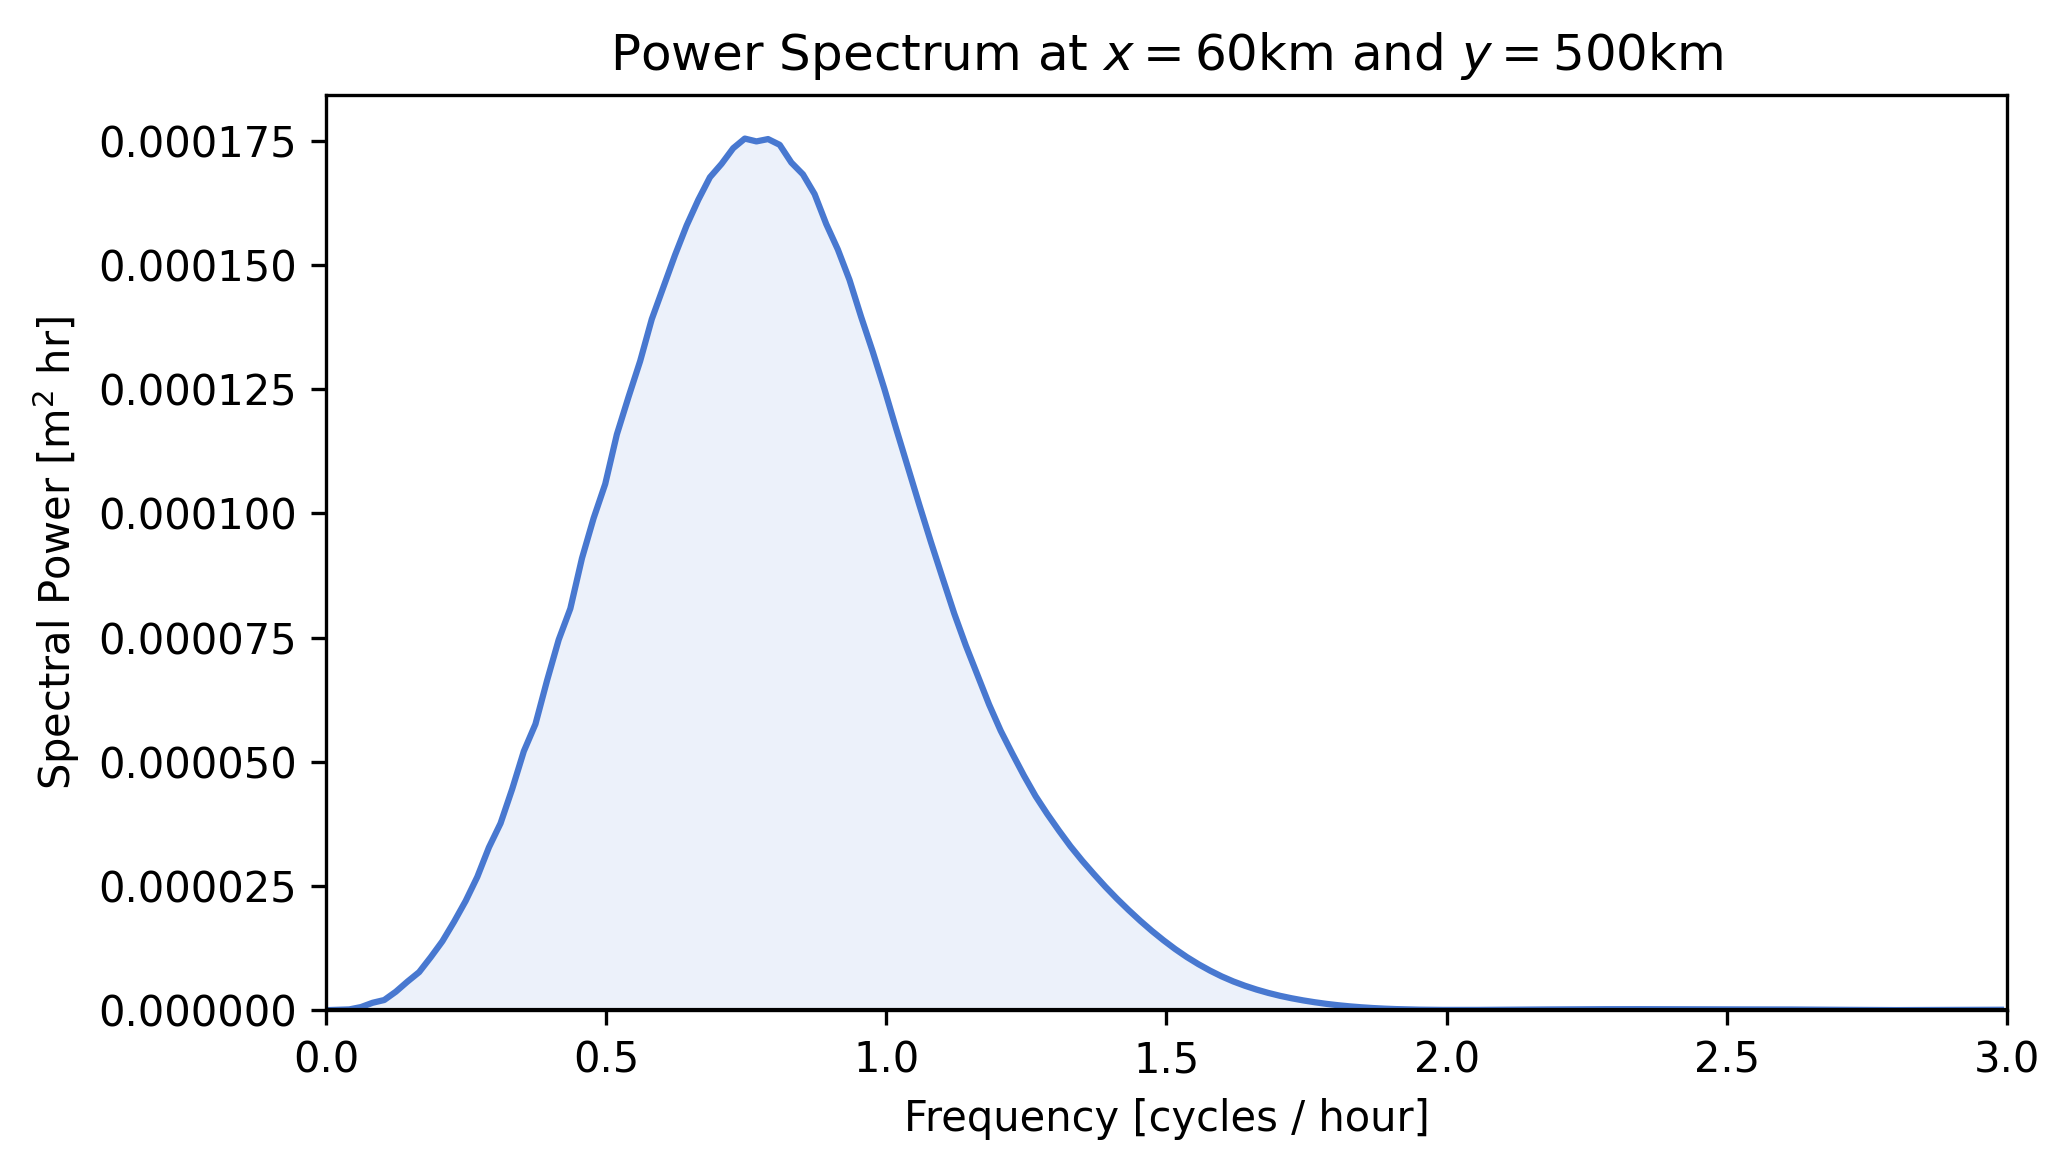 Power Spectrum at x = 60km and y = 500km
Spectral Power [m² hr]
0.000175
0.000150
0.000125
0.000100
0.000075
0.000050
0.000025
0.000000
0.0 0.5 1.0 1.5 2.0 2.5 3.0
Frequency [cycles / hour]